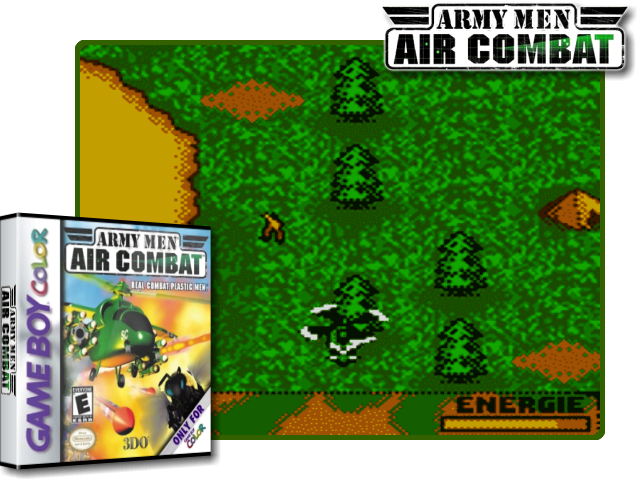 ARMY MEN
AIR COMBAT
ENERGIE
ARMY MEN
AIR COMBAT
REAL COMBAT. PLASTIC MEN.
EVERYONE
E
3DO
ONLY FOR
COLOR
GAME BOY COLOR
ARMY MEN
AIR COMBAT